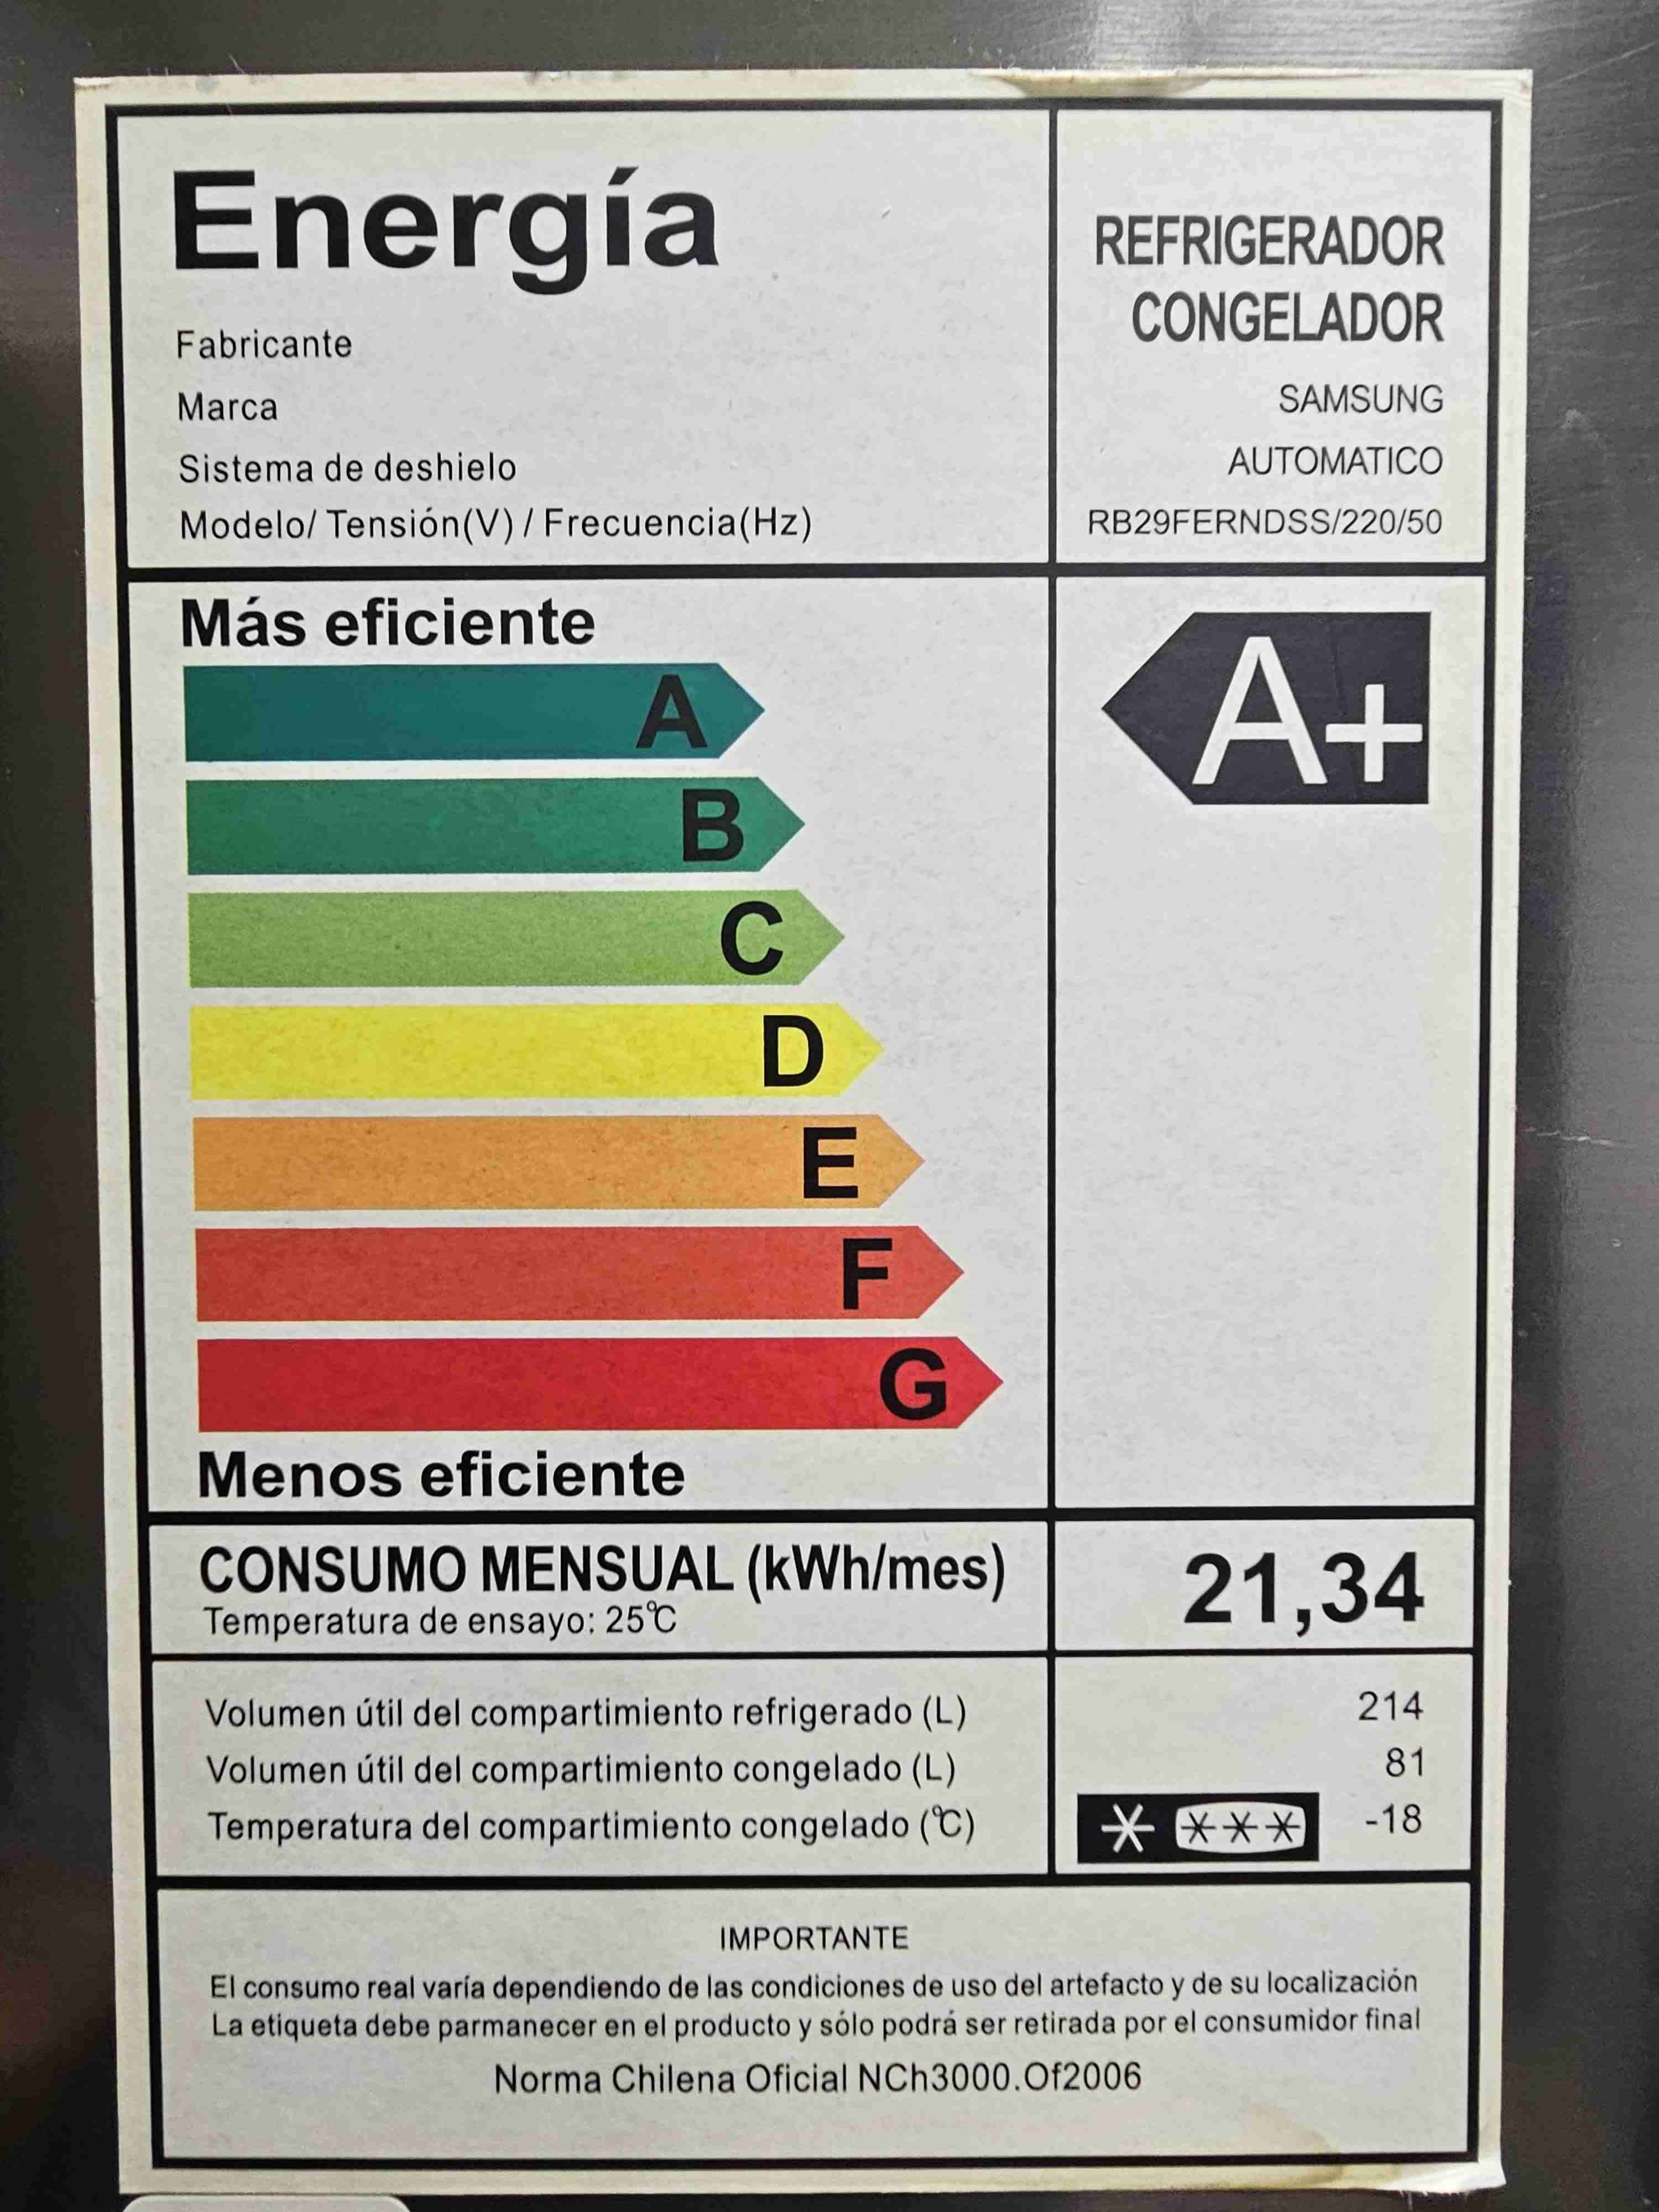 Energía
REFRIGERADOR
CONGELADOR
Fabricante
Marca SAMSUNG
Sistema de deshielo AUTOMATICO
Modelo/ Tensión(V) / Frecuencia(Hz) RB29FERNDSS/220/50
Más eficiente
A A+
B
C
D
E
F
G
Menos eficiente
CONSUMO MENSUAL (kWh/mes) 21,34
Temperatura de ensayo: 25℃
Volumen útil del compartimiento refrigerado (L) 214
Volumen útil del compartimiento congelado (L) 81
Temperatura del compartimiento congelado (℃) -18
IMPORTANTE
El consumo real varía dependiendo de las condiciones de uso del artefacto y de su localización
La etiqueta debe parmanecer en el producto y sólo podrá ser retirada por el consumidor final
Norma Chilena Oficial NCh3000.Of2006